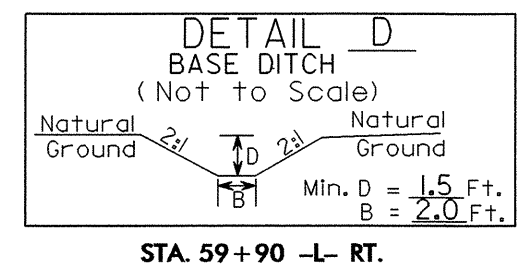 DETAIL D
BASE DITCH
(Not to Scale)
Natural
Ground
2:1
D
2:1
Natural
Ground
B
Min. D = 1.5 Ft.
B = 2.0 Ft.
STA. 59+90 -L- RT.